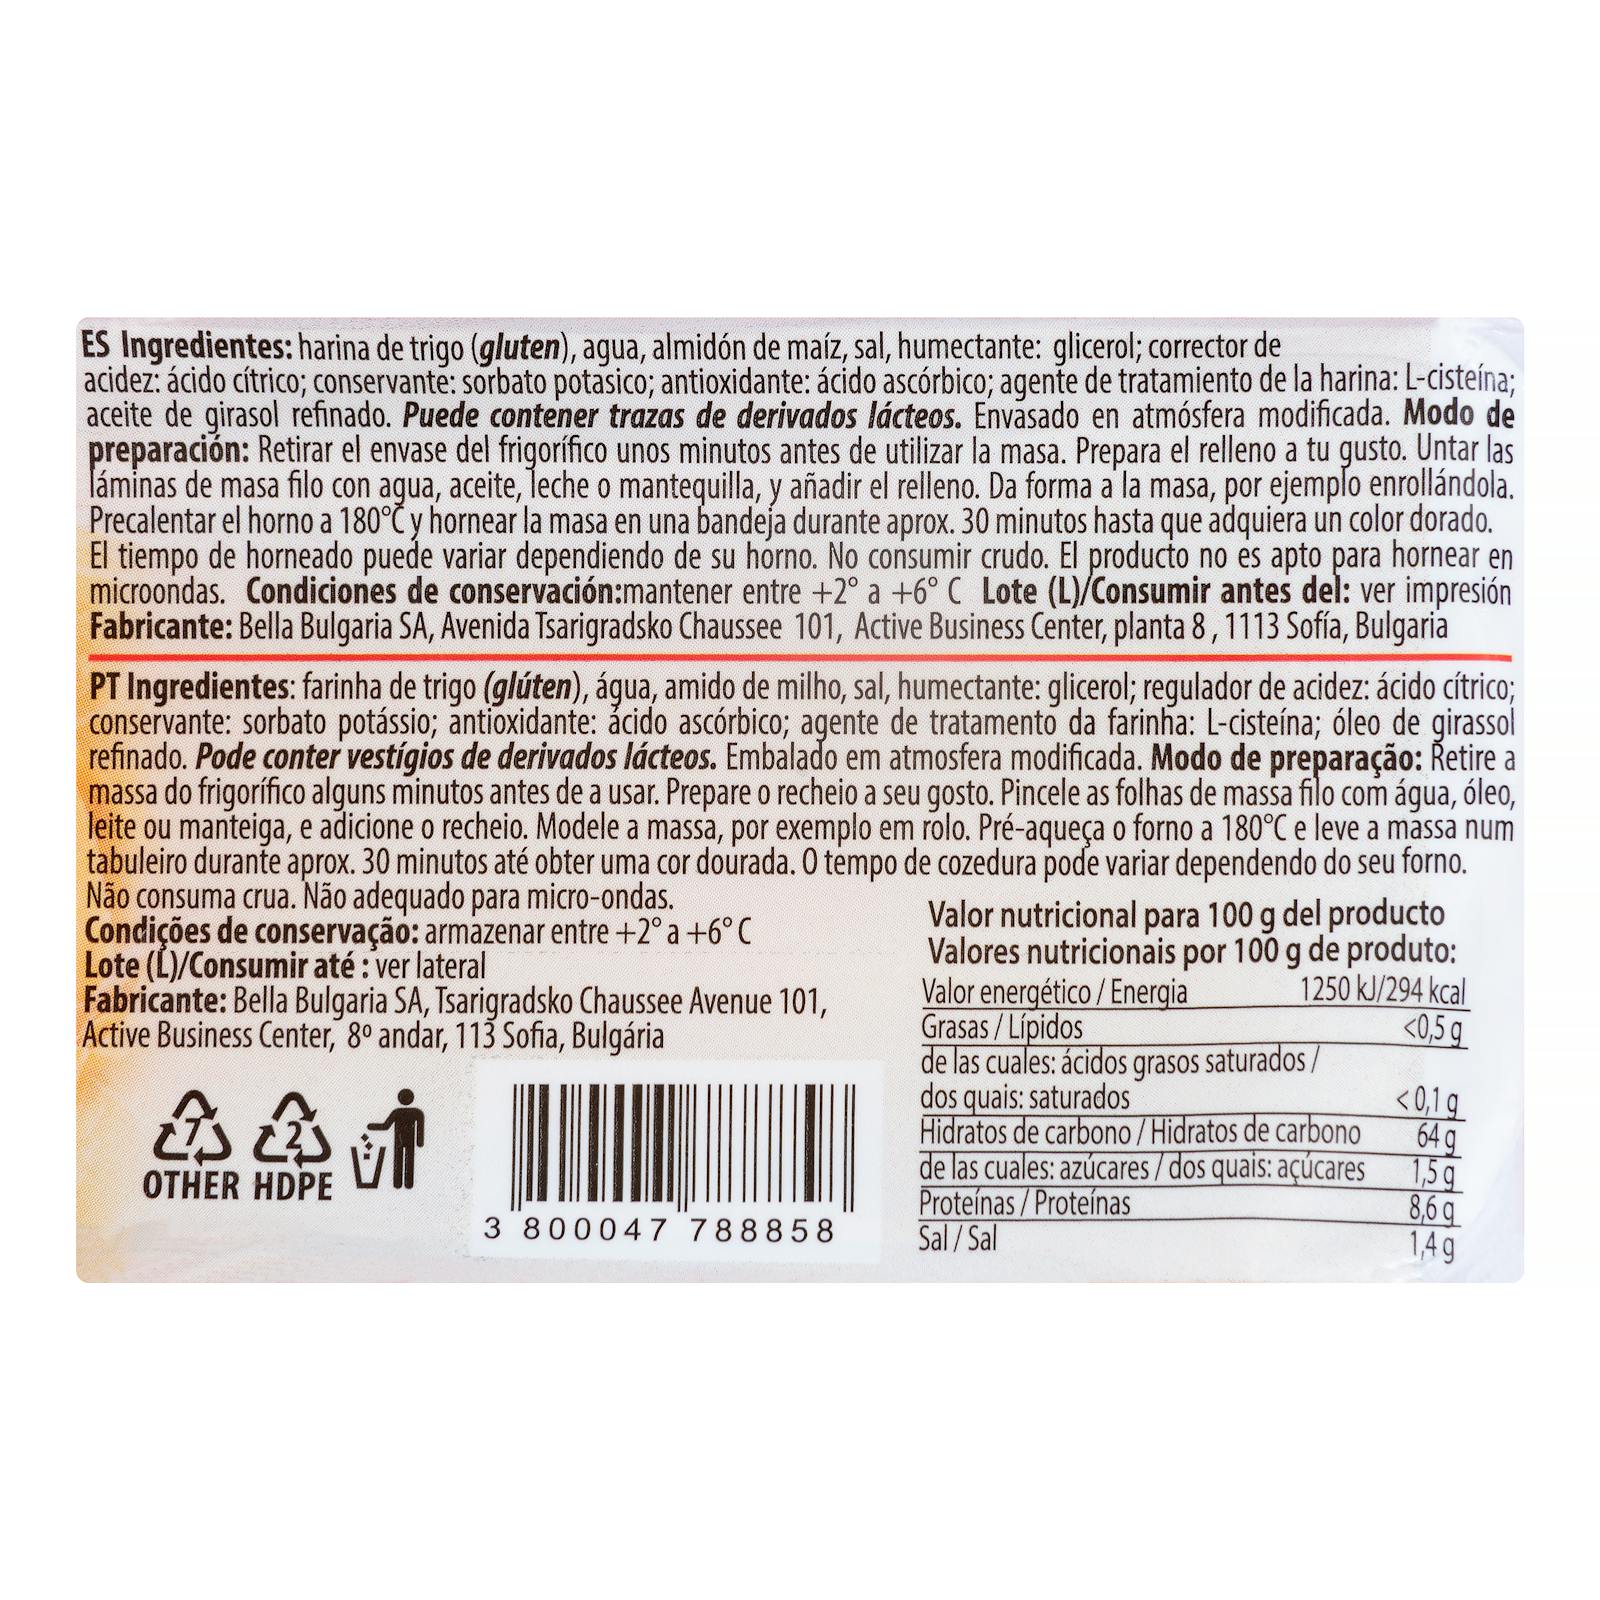 ES Ingredientes: harina de trigo (gluten), agua, almidón de maíz, sal, humectante: glicerol; corrector de
acidez: ácido cítrico; conservante: sorbato potasico; antioxidante: ácido ascórbico; agente de tratamiento de la harina: L-cisteína;
aceite de girasol refinado. Puede contener trazas de derivados lácteos. Envasado en atmósfera modificada. Modo de
preparación: Retirar el envase del frigorífico unos minutos antes de utilizar la masa. Prepara el relleno a tu gusto. Untar las
láminas de masa filo con agua, aceite, leche o mantequilla, y añadir el relleno. Da forma a la masa, por ejemplo enrollándola.
Precalentar el horno a 180°C y hornear la masa en una bandeja durante aprox. 30 minutos hasta que adquiera un color dorado.
El tiempo de horneado puede variar dependiendo de su horno. No consumir crudo. El producto no es apto para hornear en
microondas. Condiciones de conservación:mantener entre +2° a +6° C Lote (L)/Consumir antes del: ver impresión
Fabricante: Bella Bulgaria SA, Avenida Tsarigradsko Chaussee 101, Active Business Center, planta 8 , 1113 Sofía, Bulgaria
PT Ingredientes: farinha de trigo (glúten), água, amido de milho, sal, humectante: glicerol; regulador de acidez: ácido cítrico;
conservante: sorbato potássio; antioxidante: ácido ascórbico; agente de tratamento da farinha: L-cisteína; óleo de girassol
refinado. Pode conter vestígios de derivados lácteos. Embalado em atmosfera modificada. Modo de preparação: Retire a
massa do frigorífico alguns minutos antes de a usar. Prepare o recheio a seu gosto. Pincele as folhas de massa filo com água, óleo,
leite ou manteiga, e adicione o recheio. Modele a massa, por exemplo em rolo. Pré-aqueça o forno a 180°C e leve a massa num
tabuleiro durante aprox. 30 minutos até obter uma cor dourada. O tempo de cozedura pode variar dependendo do seu forno.
Não consuma crua. Não adequado para micro-ondas.
Condições de conservação: armazenar entre +2° a +6° C
Lote (L)/Consumir até : ver lateral
Fabricante: Bella Bulgaria SA, Tsarigradsko Chaussee Avenue 101,
Active Business Center, 8º andar, 113 Sofia, Bulgária
7 2
OTHER HDPE
3 800047 788858
Valor nutricional para 100 g del producto
Valores nutricionais por 100 g de produto:
Valor energético / Energia 1250 kJ/294 kcal
Grasas / Lípidos <0,5 g
de las cuales: ácidos grasos saturados /
dos quais: saturados < 0,1 g
Hidratos de carbono / Hidratos de carbono 64 g
de las cuales: azúcares / dos quais: açúcares 1,5 g
Proteínas / Proteínas 8,6 g
Sal / Sal 1,4 g